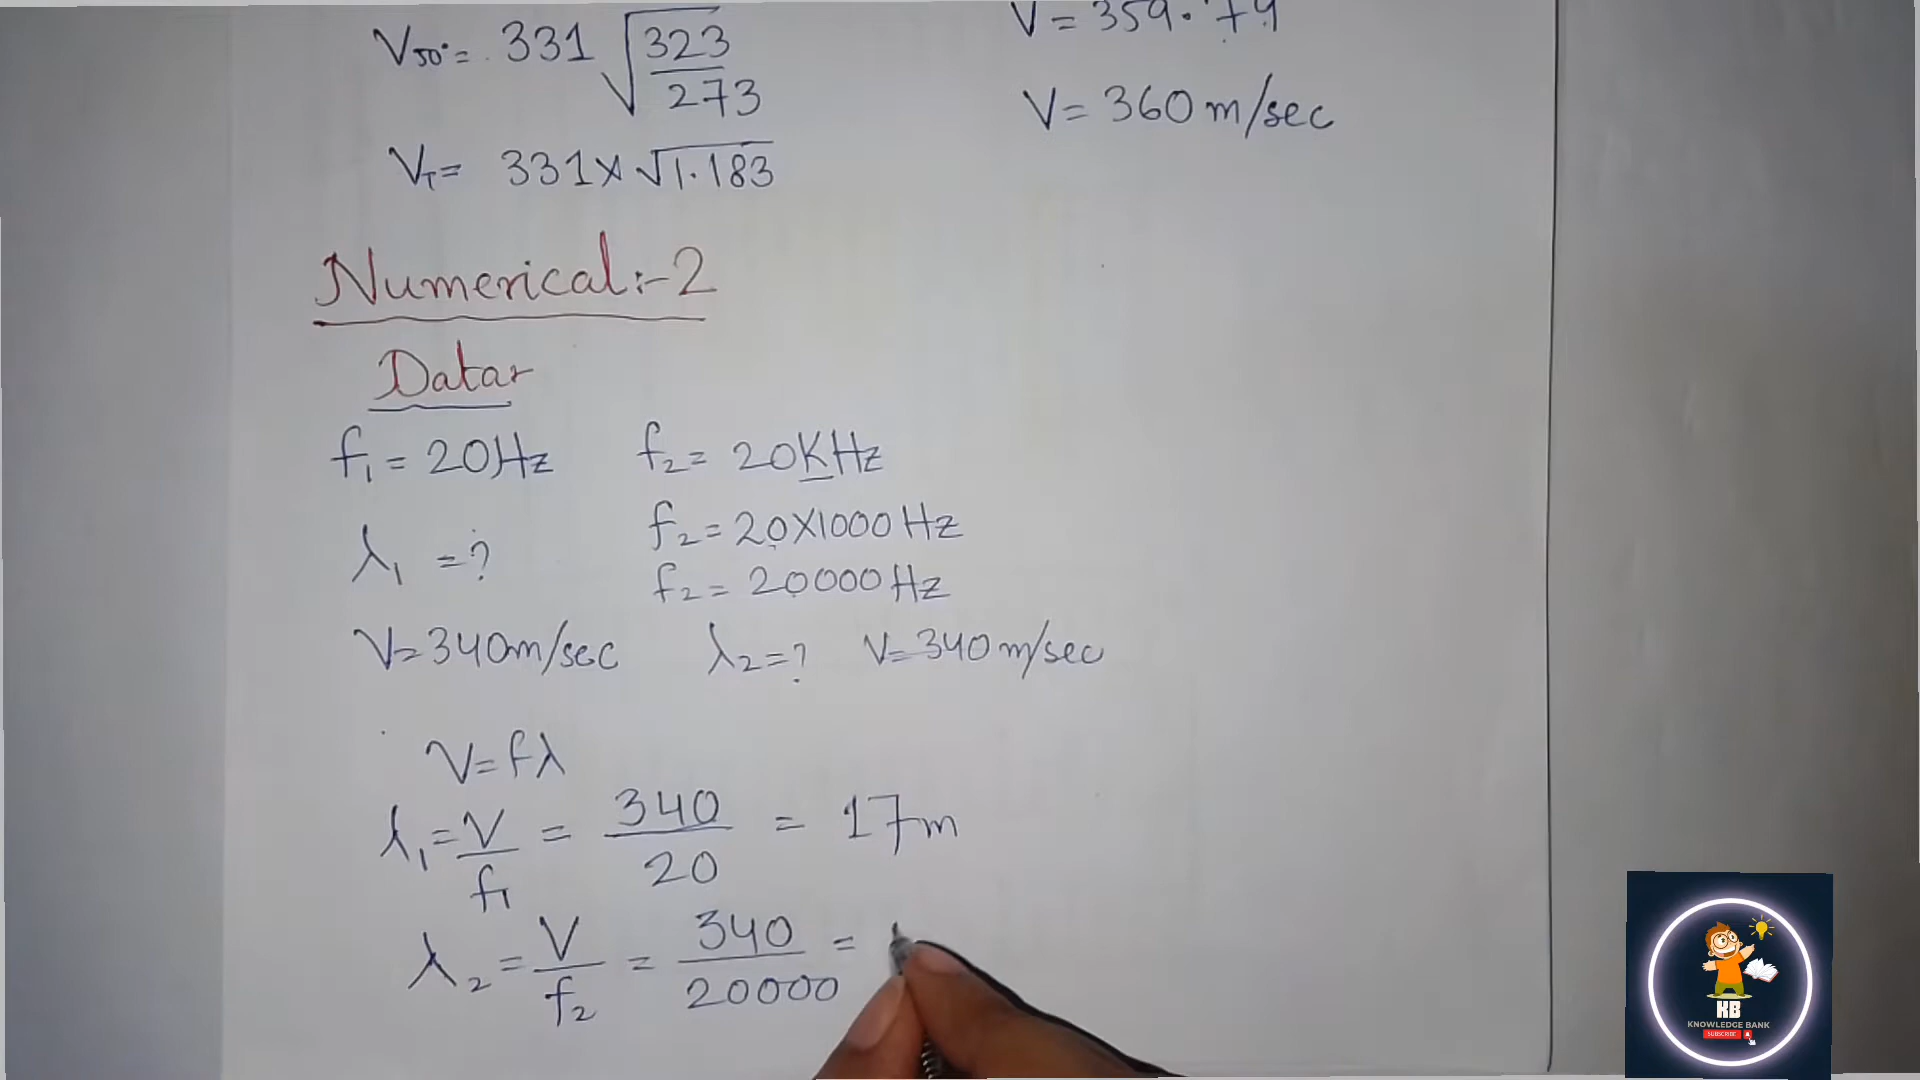 V50° = 331 √323/273
VT = 331 × √1.183
V = 359.79
V = 360 m/sec
Numerical:-2
Data:-
f1 = 20Hz
f2 = 20KHz
λ1 = ?
f2 = 20×1000 Hz
f2 = 20000 Hz
V = 340m/sec
λ2 = ?
V = 340 m/sec
V = fλ
λ1 = V/f1 = 340/20 = 17m
λ2 = V/f2 = 340/20000 =
KB
KNOWLEDGE BANK
SUBSCRIBE